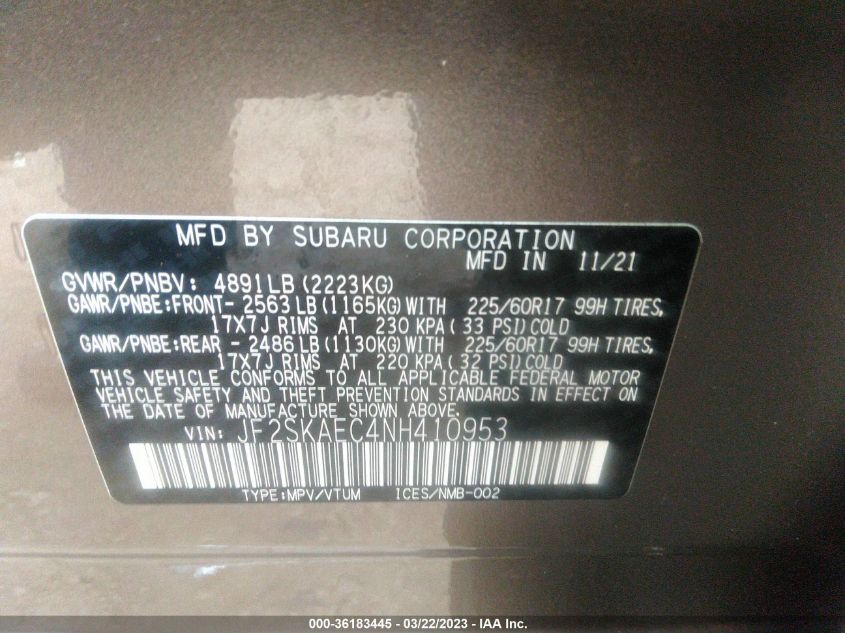 MFD BY SUBARU CORPORATION
MFD IN 11/21
GVWR/PNBV: 4891LB (2223KG)
GAWR/PNBE:FRONT- 2563LB (1165KG) WITH 225/60R17 99H TIRES,
17X7J RIMS AT 230 KPA( 33 PSI)COLD
GAWR/PNBE:REAR - 2486LB (1130KG) WITH 225/60R17 99H TIRES,
17X7J RIMS AT 220 KPA( 32 PSI)COLD
THIS VEHICLE CONFORMS TO ALL APPLICABLE FEDERAL MOTOR
VEHICLE SAFETY AND THEFT PREVENTION STANDARDS IN EFFECT ON
THE DATE OF MANUFACTURE SHOWN ABOVE.
VIN: JF2SKAEC4NH410953
TYPE:MPV/VTUM ICES/NMB-002
000-36183445 - 03/22/2023 - IAA Inc.